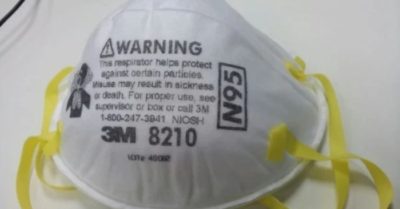 ⚠WARNING
This respirator helps protect
against certain particles.
Misuse may result in sickness
or death. For proper use, see
supervisor or box or call 3M
1-800-247-3941 NIOSH
3M 8210
N95